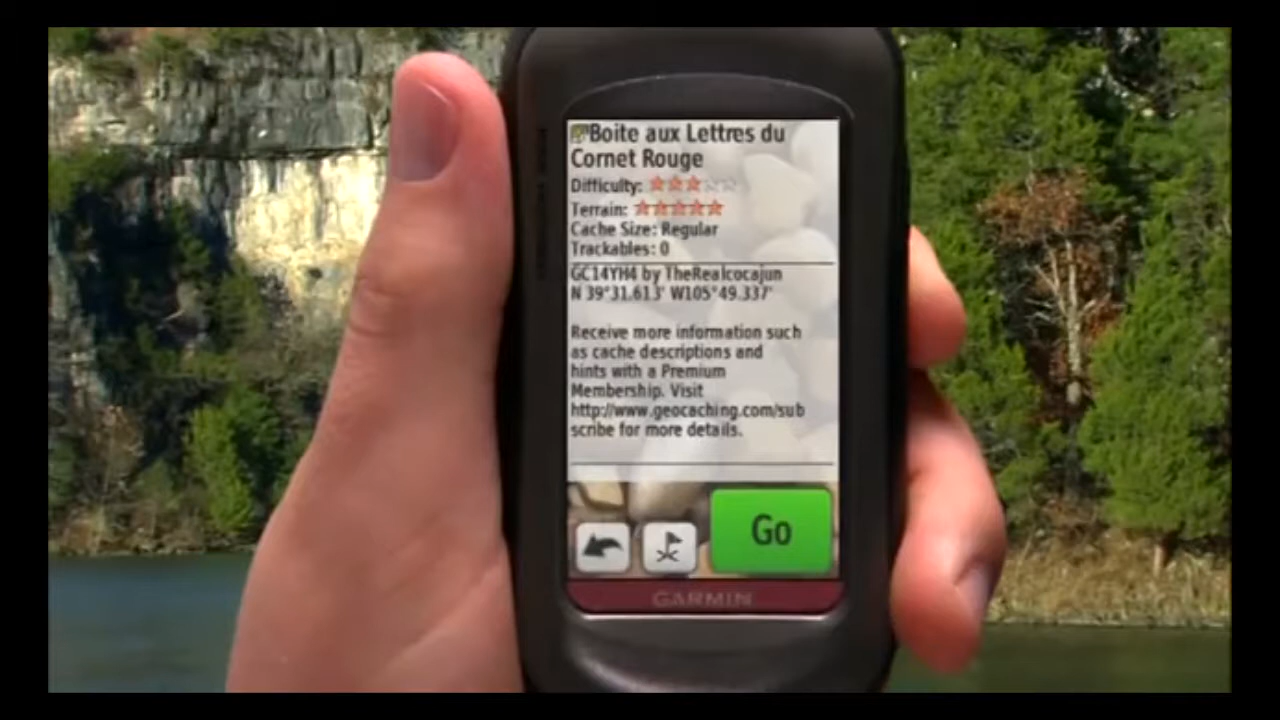 Boite aux Lettres du
Cornet Rouge
Difficulty:
Terrain:
Cache Size: Regular
Trackables: 0
GC14YH4 by TheRealcocajun
N 39°31.613' W105°49.337'
Receive more information such
as cache descriptions and
hints with a Premium
Membership. Visit
http://www.geocaching.com/sub
scribe for more details.
Go
GARMIN